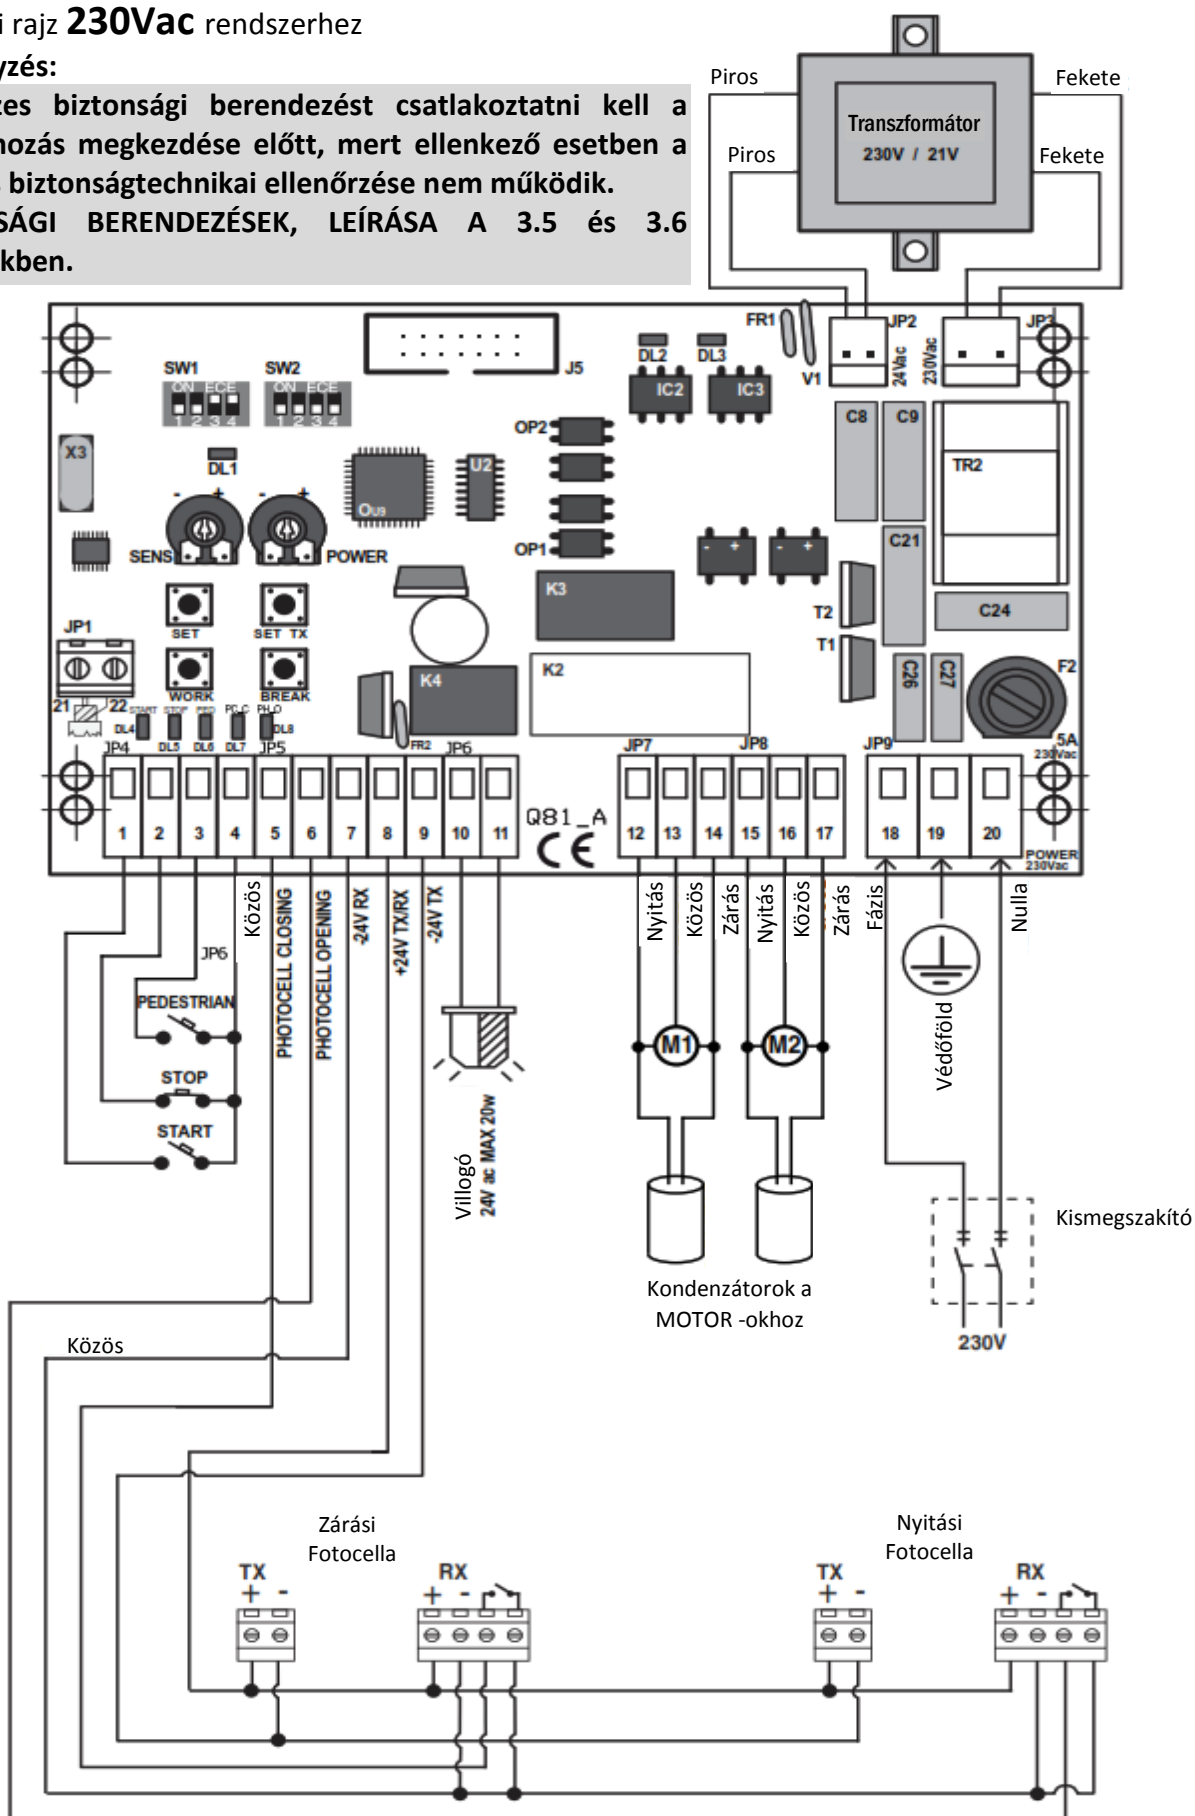 i rajz 230Vac rendszerhez
yzés:
zes biztonsági berendezést csatlakoztatni kell a
nozás megkezdése előtt, mert ellenkező esetben a
s biztonságtechnikai ellenőrzése nem működik.
SÁGI BERENDEZÉSEK, LEÍRÁSA A 3.5 és 3.6
kben.
Piros
Fekete
Transzformátor
230V / 21V
Piros
Fekete
FR1
JP2
JP3
24Vac
230Vac
V1
J5
DL2
DL3
IC2
IC3
SW1
SW2
ON ECE
1 2 3 4
ON ECE
1 2 3 4
X3
DL1
OP2
U2
OU9
C8
C9
TR2
- +
- +
SENS
POWER
OP1
- +
- +
C21
K3
T2
C24
JP1
SET
SET TX
T1
K2
K4
C26
C27
F2
WORK
BREAK
21
22
START
STOP
PED
PC_C
PH_O
DL4
DL5
DL6
DL7
DL8
FR2
5A
230Vac
JP4
JP5
JP6
JP7
JP8
JP9
1 2 3 4 5 6 7 8 9 10 11
Q81_A
CE
12 13 14 15 16 17
18 19 20
POWER
230Vac
Közös
PHOTOCELL CLOSING
PHOTOCELL OPENING
-24V RX
+24V TX/RX
-24V TX
Nyitás
Közös
Zárás
Nyitás
Közös
Zárás
Fázis
Nulla
JP6
PEDESTRIAN
STOP
START
M1
M2
Védőföld
Villogó
24V ac MAX 20w
Kismegszakító
Kondenzátorok a
MOTOR -okhoz
230V
Közös
Zárási
Fotocella
Nyitási
Fotocella
TX
+ -
RX
+ -
TX
+ -
RX
+ -